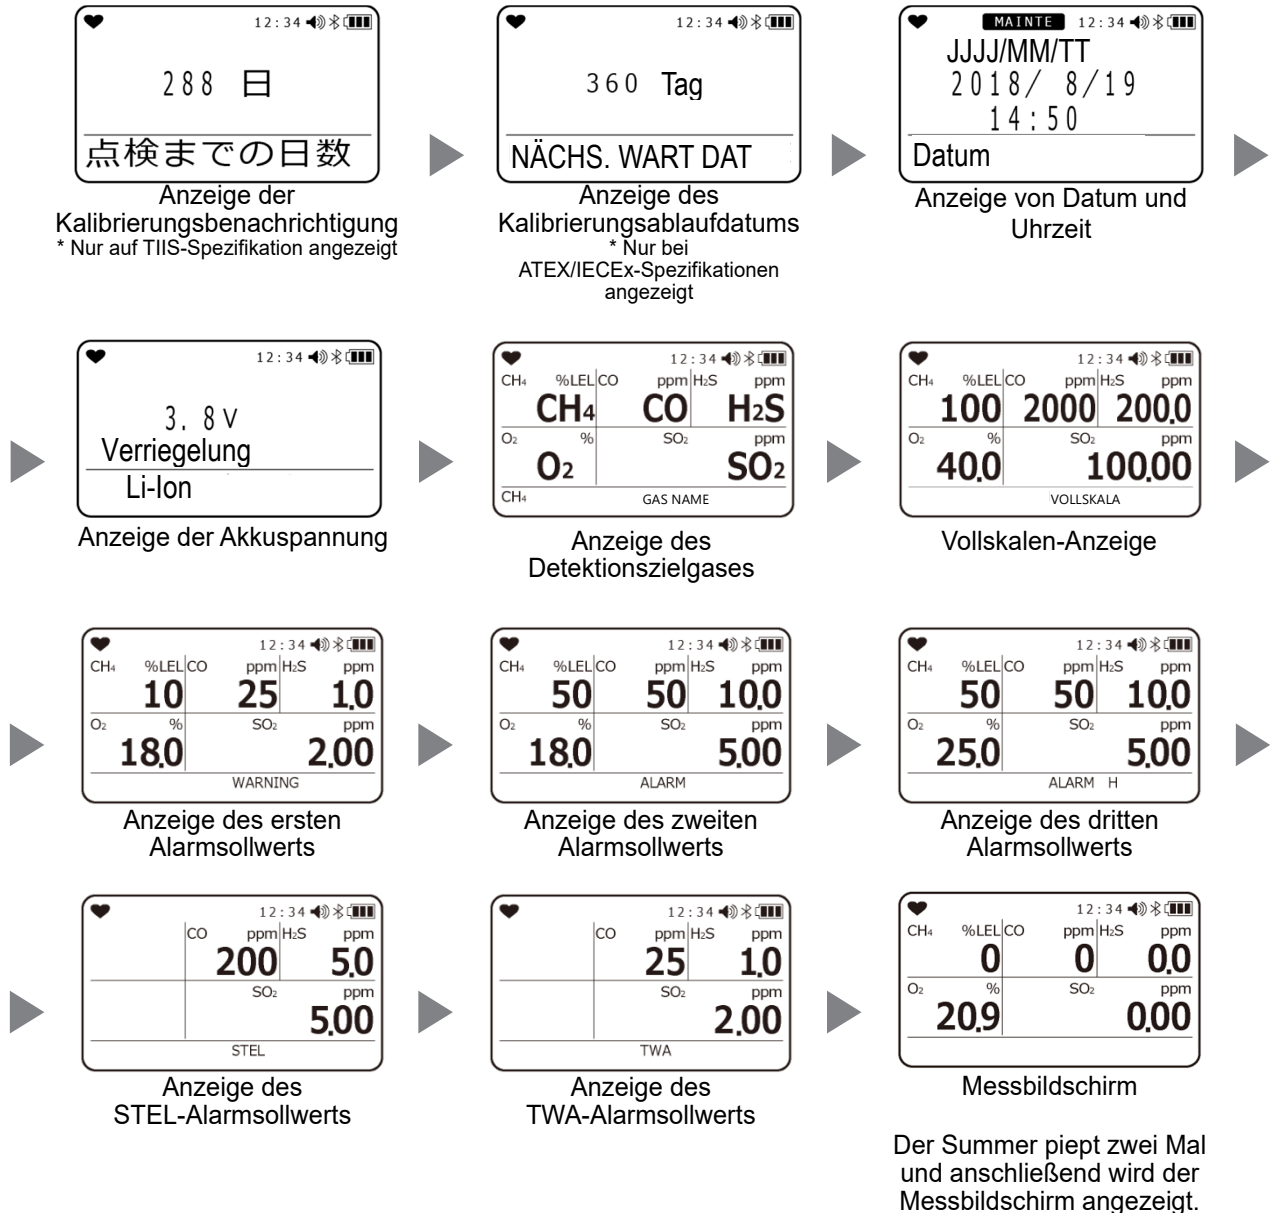 12:34
288 日
点検までの日数
Anzeige der
Kalibrierungsbenachrichtigung
* Nur auf TIIS-Spezifikation angezeigt
12:34
360 Tag
NÄCHS. WART DAT
Anzeige des
Kalibrierungsablaufdatums
* Nur bei
ATEX/IECEx-Spezifikationen
angezeigt
MAINTE 12:34
JJJJ/MM/TT
2018/ 8/19
14:50
Datum
Anzeige von Datum und
Uhrzeit
12:34
3.8V
Verriegelung
Li-Ion
Anzeige der Akkuspannung
12:34
CH4 %LEL CO ppm H2S ppm
CH4 CO H2S
O2 % SO2 ppm
O2 SO2
CH4 GAS NAME
Anzeige des
Detektionszielgases
12:34
CH4 %LEL CO ppm H2S ppm
100 2000 200.0
O2 % SO2 ppm
40.0 100.00
VOLLSKALA
Vollskalen-Anzeige
12:34
CH4 %LEL CO ppm H2S ppm
10 25 1.0
O2 % SO2 ppm
18.0 2.00
WARNING
Anzeige des ersten
Alarmsollwerts
12:34
CH4 %LEL CO ppm H2S ppm
50 50 10.0
O2 % SO2 ppm
18.0 5.00
ALARM
Anzeige des zweiten
Alarmsollwerts
12:34
CH4 %LEL CO ppm H2S ppm
50 50 10.0
O2 % SO2 ppm
25.0 5.00
ALARM H
Anzeige des dritten
Alarmsollwerts
12:34
CO ppm H2S ppm
200 5.0
SO2 ppm
5.00
STEL
Anzeige des
STEL-Alarmsollwerts
12:34
CO ppm H2S ppm
25 1.0
SO2 ppm
2.00
TWA
Anzeige des
TWA-Alarmsollwerts
12:34
CH4 %LEL CO ppm H2S ppm
0 0 0.0
O2 % SO2 ppm
20.9 0.00
Messbildschirm
Der Summer piept zwei Mal
und anschließend wird der
Messbildschirm angezeigt.